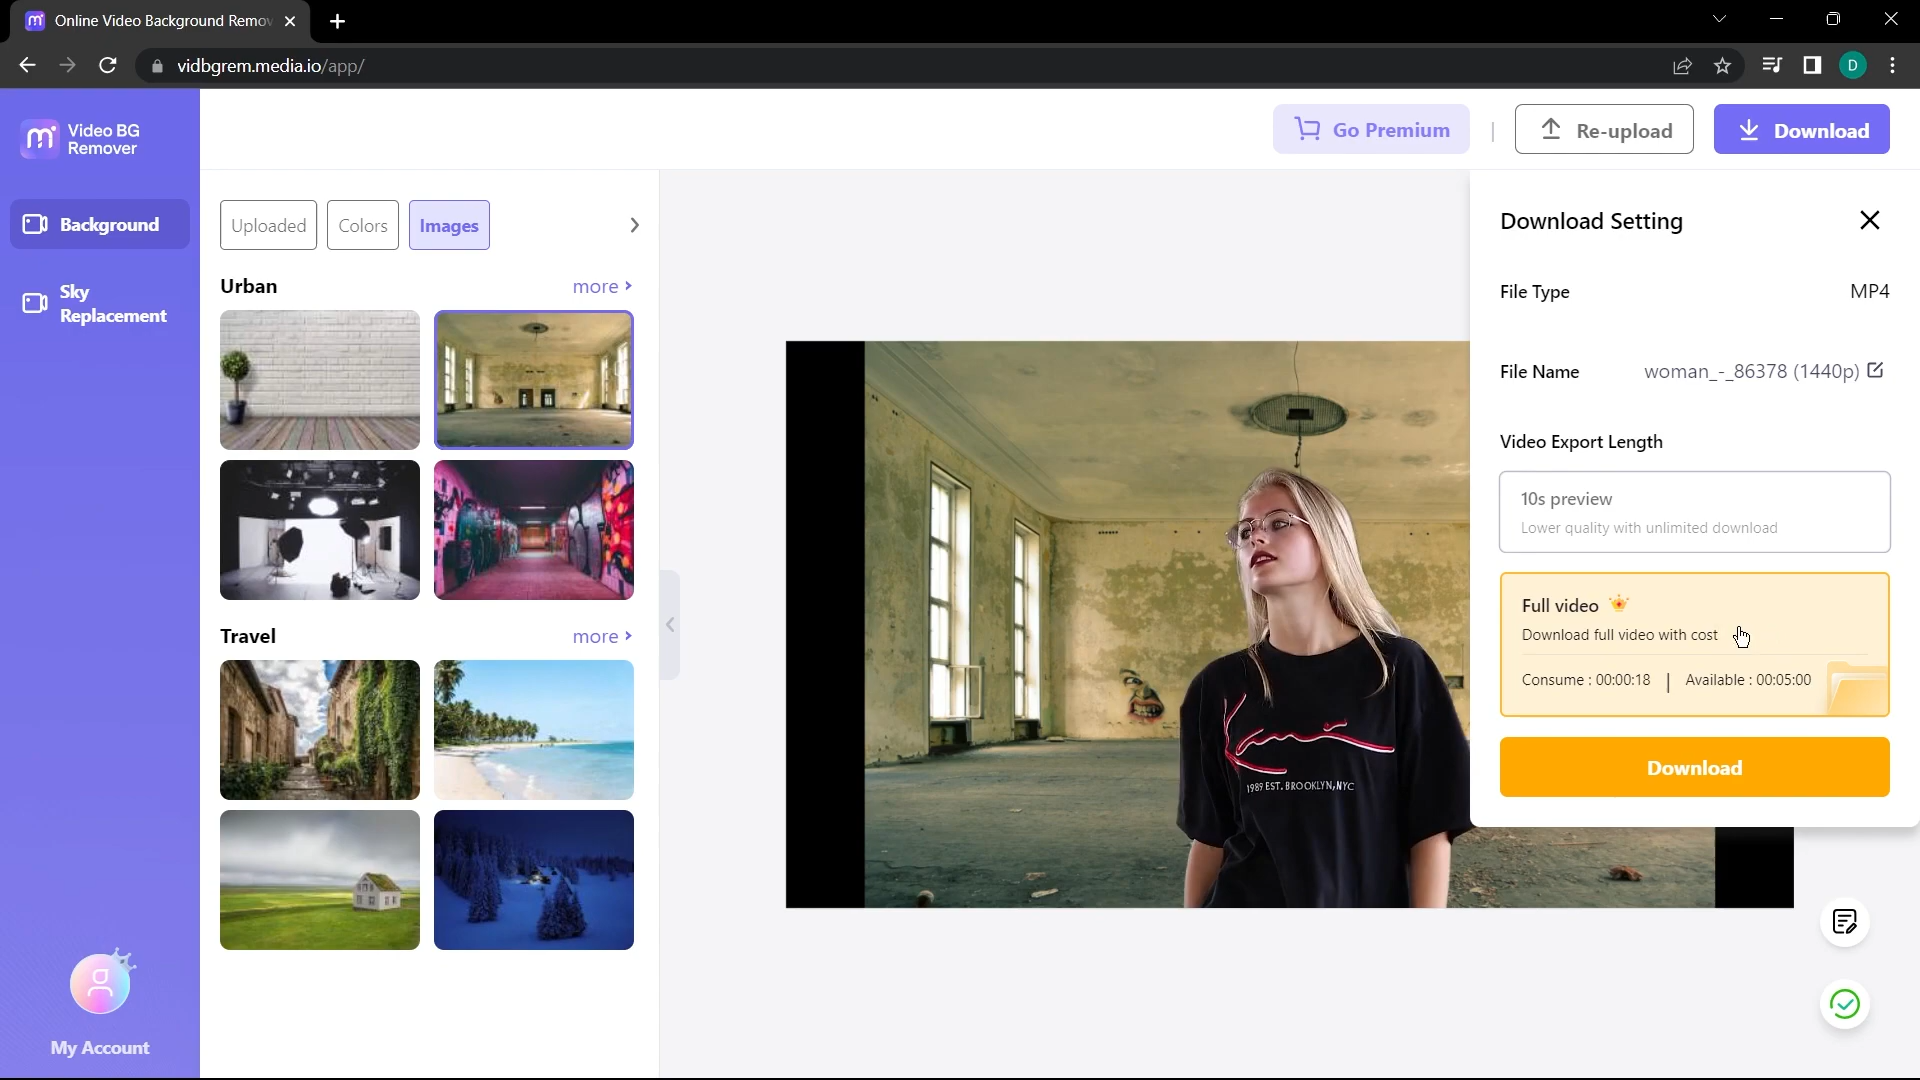 Online Video Background Remov
vidbgrem.media.io/app/
D
Video BG
Remover
Go Premium
Re-upload
Download
Background
Sky
Replacement
Uploaded
Colors
Images
Urban
more
Travel
more
Download Setting
File Type
MP4
File Name
woman_-_86378 (1440p)
Video Export Length
10s preview
Lower quality with unlimited download
Full video
Download full video with cost
Consume : 00:00:18 | Available : 00:05:00
Download
1989 EST. BROOKLYN, NYC
My Account